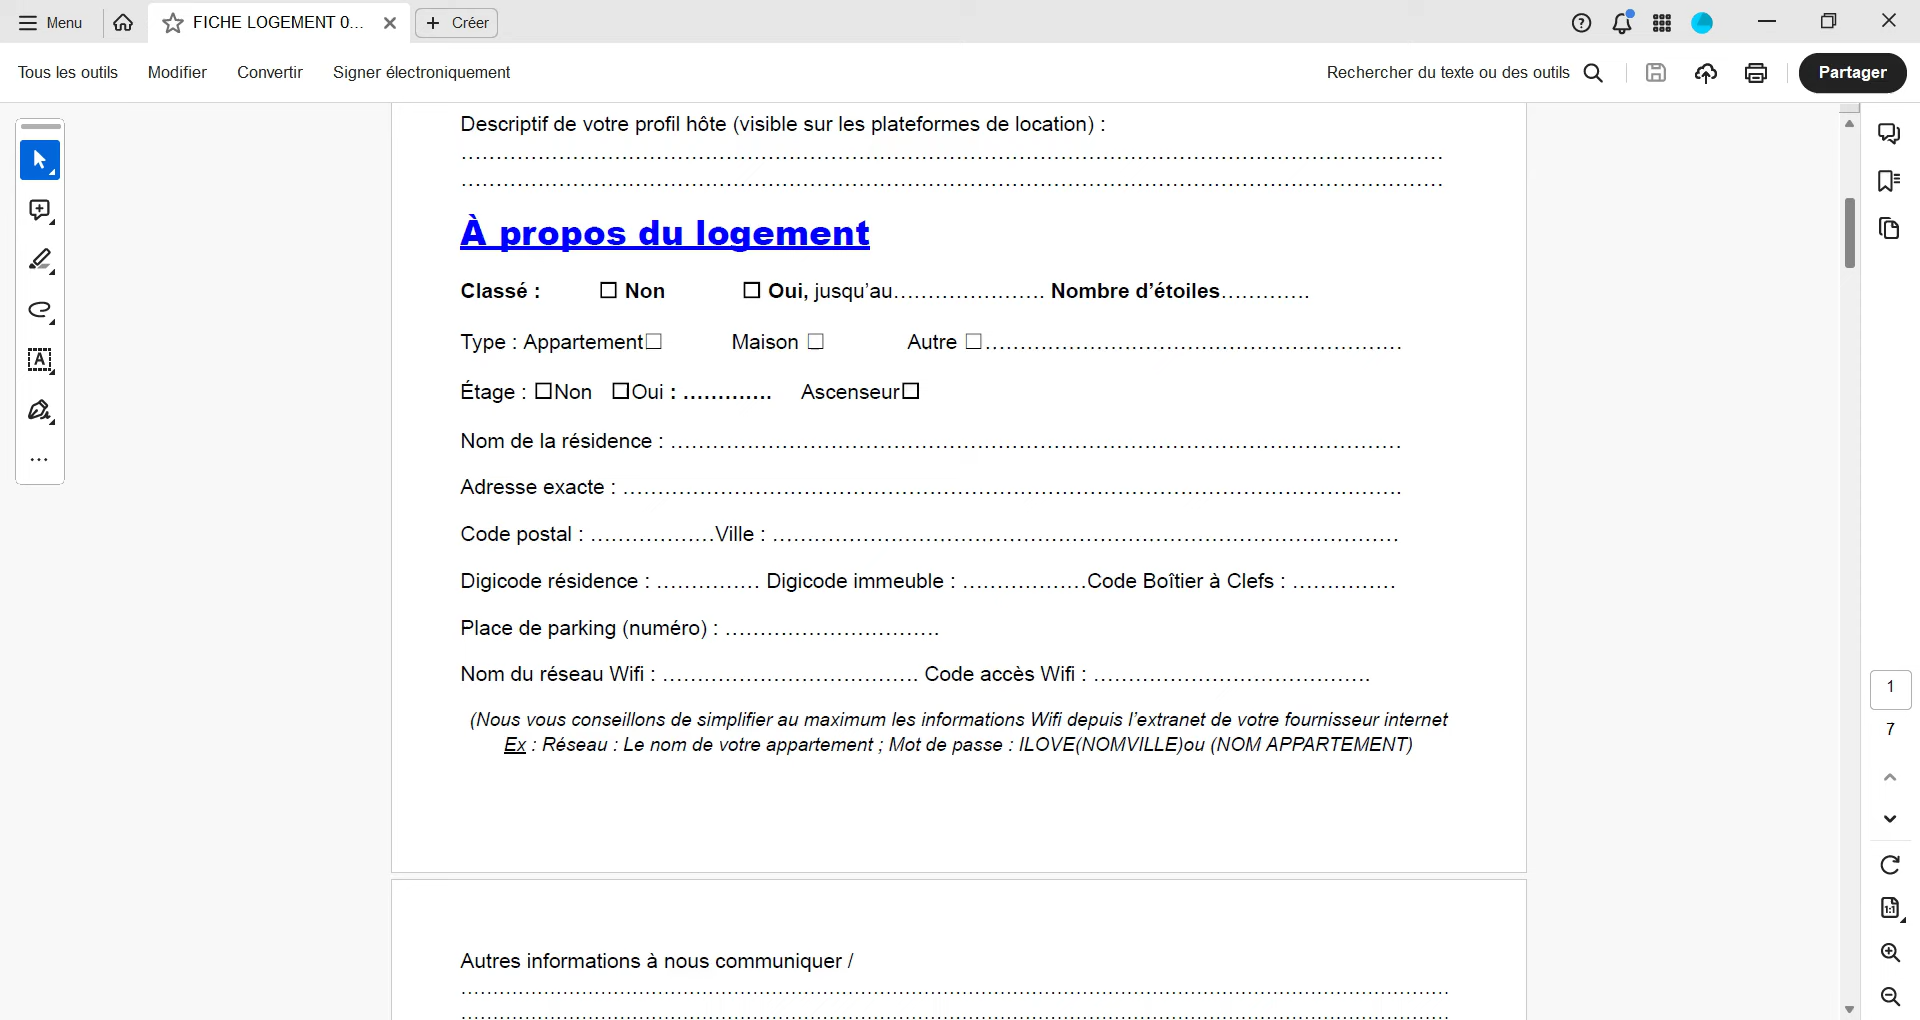 Menu
FICHE LOGEMENT 0...
Créer
Tous les outils
Modifier
Convertir
Signer électroniquement
Rechercher du texte ou des outils
Partager
Descriptif de votre profil hôte (visible sur les plateformes de location) :
……………………………………………………………………………………………………………………………
……………………………………………………………………………………………………………………………
À propos du logement
Classé : ☐ Non ☐ Oui, jusqu’au…………………. Nombre d’étoiles………….
Type : Appartement☐ Maison ☐ Autre ☐……………………………………………………
Étage : ☐Non ☐Oui : …………. Ascenseur☐
Nom de la résidence : ……………………………………………………………………………………………
Adresse exacte : ………………………………………………………………………………………………….
Code postal : ………………Ville : ………………………………………………………………………………
Digicode résidence : …………… Digicode immeuble : ………………Code Boîtier à Clefs : ……………
Place de parking (numéro) : ………………………….
Nom du réseau Wifi : ………………………………. Code accès Wifi : ………………………………….
(Nous vous conseillons de simplifier au maximum les informations Wifi depuis l’extranet de votre fournisseur internet
Ex : Réseau : Le nom de votre appartement ; Mot de passe : ILOVE(NOMVILLE)ou (NOM APPARTEMENT)
Autres informations à nous communiquer /
……………………………………………………………………………………………………………………………
……………………………………………………………………………………………………………………………
1
7
1:1